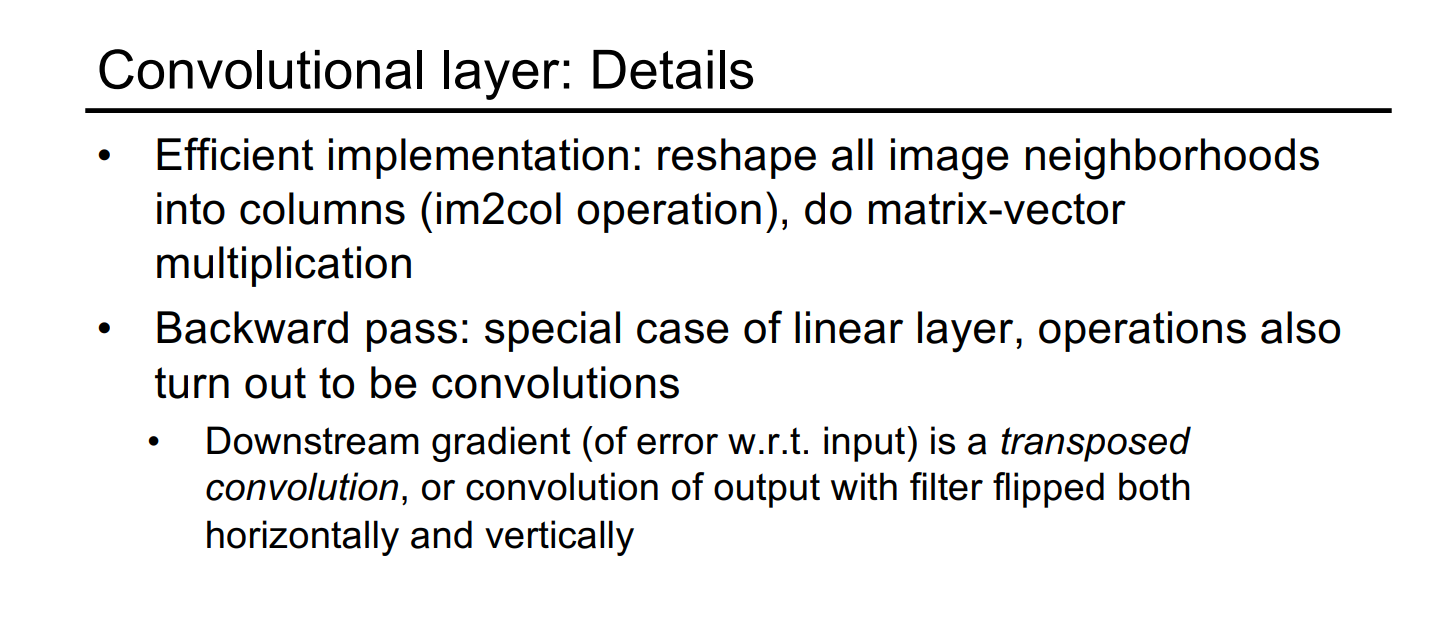 Convolutional layer: Details
• Efficient implementation: reshape all image neighborhoods
into columns (im2col operation), do matrix-vector
multiplication
• Backward pass: special case of linear layer, operations also
turn out to be convolutions
• Downstream gradient (of error w.r.t. input) is a transposed
convolution, or convolution of output with filter flipped both
horizontally and vertically